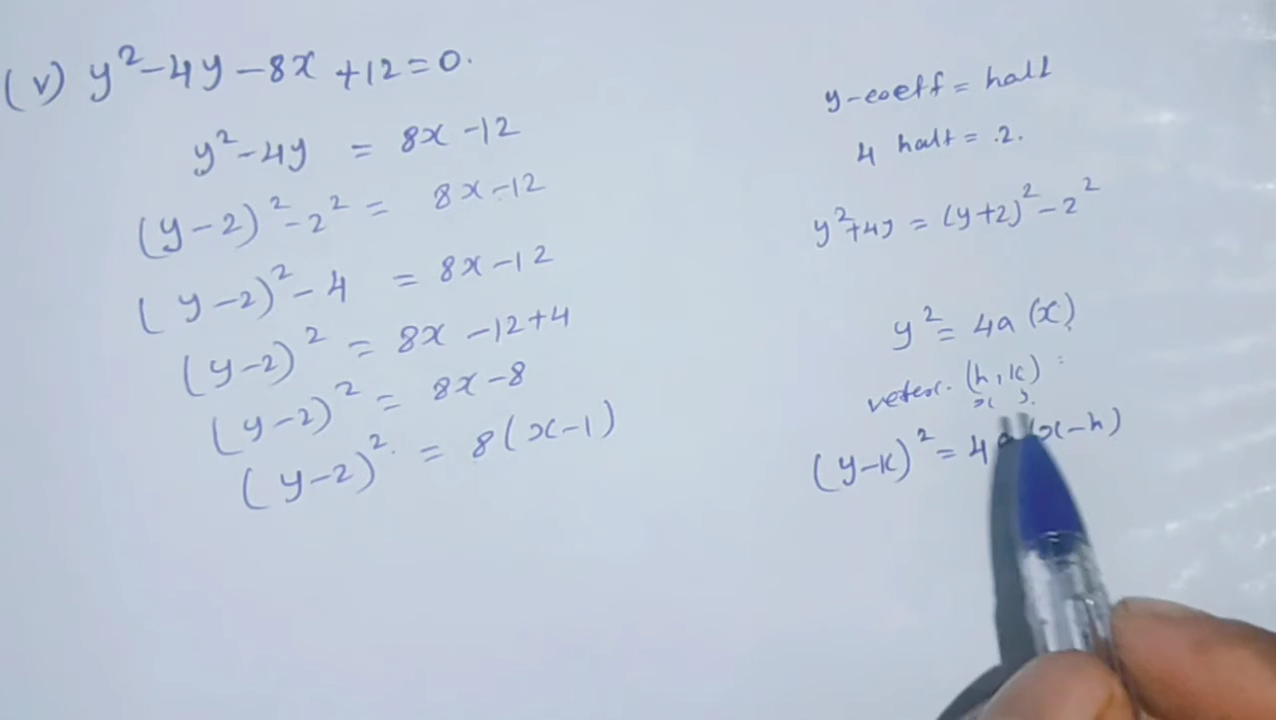 (v) y²-4y-8x+12=0.
y²-4y = 8x-12
(y-2)²-2² = 8x-12
(y-2)²-4 = 8x-12
(y-2)² = 8x-12+4
(y-2)² = 8x-8
(y-2)² = 8(x-1)
y-coeff = half
4 half = .2.
y²+4y = (y+2)²-2²
y² = 4a(x)
vetex. (h,k) :
x y.
(y-k)² = 4a(x-h)